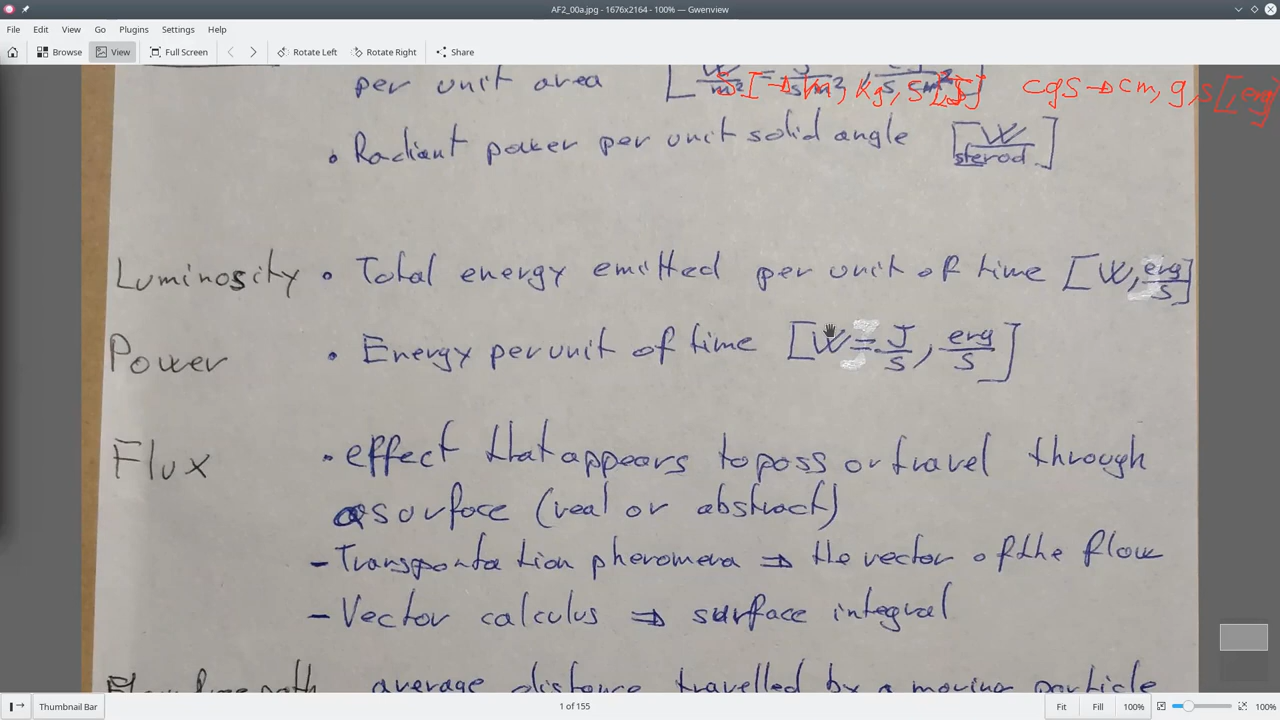 AF2_00a.jpg - 1676x2164 - 100% — Gwenview
File Edit View Go Plugins Settings Help
Browse View Full Screen Rotate Left Rotate Right Share
per unit area
SI → m, kg, s [J] cgs → cm, g, s [, erg]
• Radiant power per unit solid angle [W/sterad]
Luminosity • Total energy emitted per unit of time [W, erg/s]
Power • Energy per unit of time [W = J/s, erg/s]
Flux • effect that appears to pass or travel through
a surface (real or abstract)
- Transportation phenomena ⇒ the vector of the flow
- Vector calculus ⇒ surface integral
average distance travelled by a moving particle
Thumbnail Bar 1 of 155 Fit Fill 100% 100%